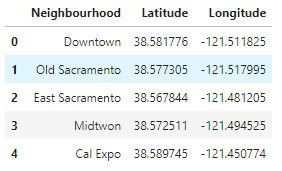 Neighbourhood Latitude Longitude
0 Downtown 38.581776 -121.511825
1 Old Sacramento 38.577305 -121.517995
2 East Sacramento 38.567844 -121.481205
3 Midtwon 38.572511 -121.494525
4 Cal Expo 38.589745 -121.450774